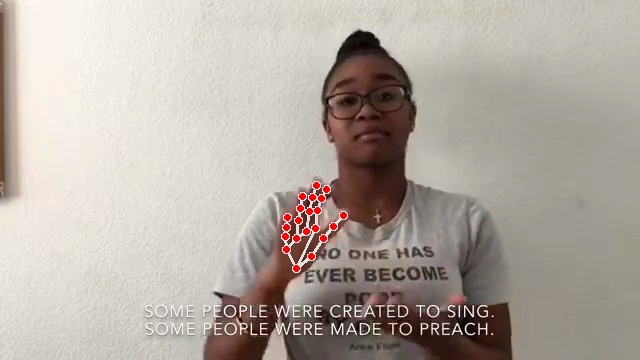 NO ONE HAS
EVER BECOME
SOME PEOPLE WERE CREATED TO SING.
SOME PEOPLE WERE MADE TO PREACH.